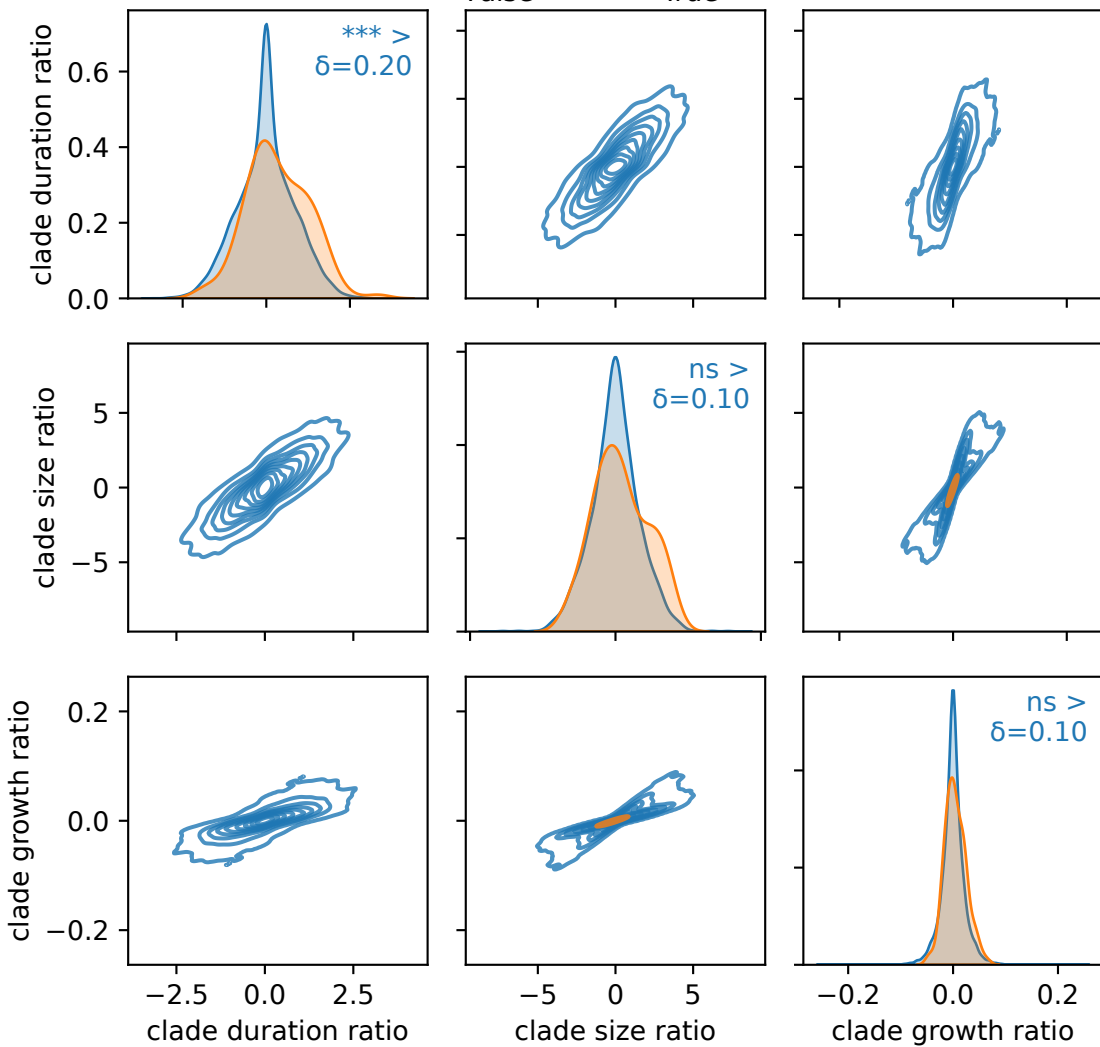 clade duration ratio
0.6
0.4
0.2
0.0
*** >
δ=0.20
clade size ratio
5
0
−5
ns >
δ=0.10
clade growth ratio
0.2
0.0
−0.2
ns >
δ=0.10
−2.5 0.0 2.5
clade duration ratio
−5 0 5
clade size ratio
−0.2 0.0 0.2
clade growth ratio